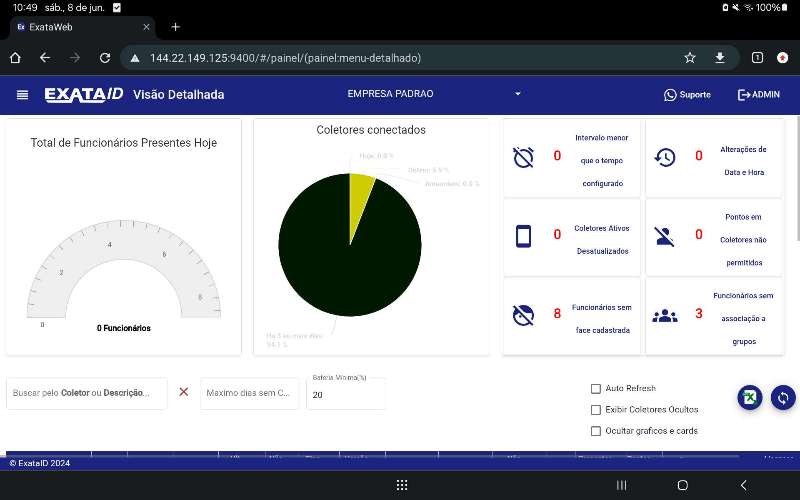 10:49 sáb., 8 de jun.
100%
Ex ExataWeb
144.22.149.125:9400/#/painel/(painel:menu-detalhado)
1
EXATAID Visão Detalhada
EMPRESA PADRAO
Suporte
ADMIN
Total de Funcionários Presentes Hoje
0
2
4
6
8
0 Funcionários
Coletores conectados
Hoje: 0.0 %
Ontem: 5.9 %
Anteontem: 0.0 %
Há 3 ou mais dias:
94.1 %
0
Intervalo menor
que o tempo
configurado
0
Alterações de
Data e Hora
0
Coletores Ativos
Desatualizados
0
Pontos em
Coletores não
permitidos
8
Funcionários sem
face cadastrada
3
Funcionários sem
associação a
grupos
Buscar pelo Coletor ou Descrição...
Maximo dias sem C...
Bateria Minima(%)
20
Auto Refresh
Exibir Coletores Ocultos
Ocultar graficos e cards
© ExataID 2024